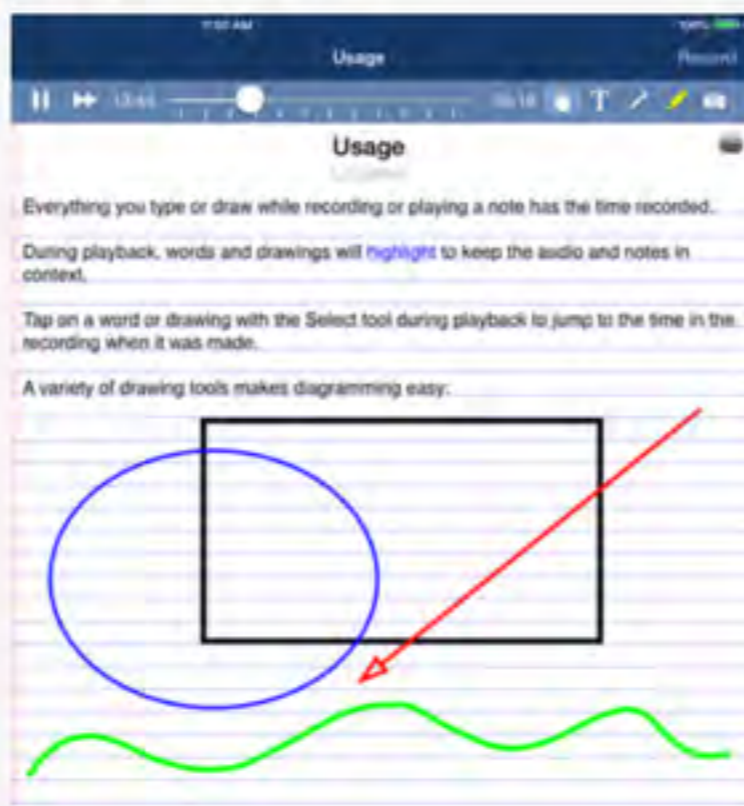 Usage
Record
T
Usage
Everything you type or draw while recording or playing a note has the time recorded.
During playback, words and drawings will highlight to keep the audio and notes in
context.
Tap on a word or drawing with the Select tool during playback to jump to the time in the
recording when it was made.
A variety of drawing tools makes diagramming easy: